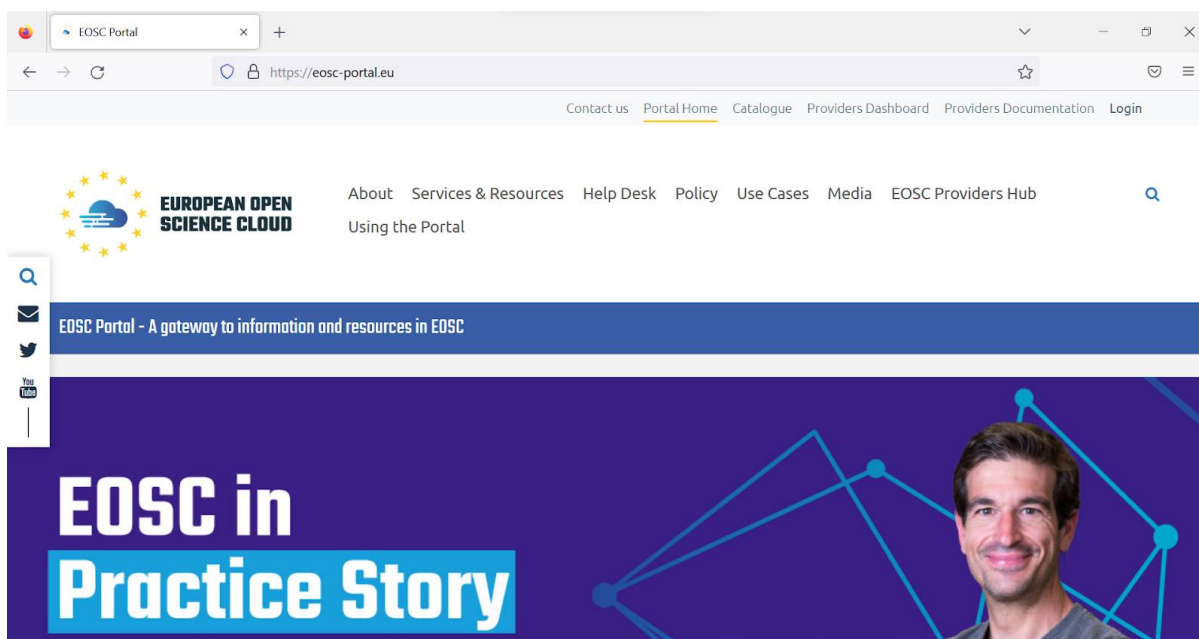 EOSC Portal
https://eosc-portal.eu
Contact us Portal Home Catalogue Providers Dashboard Providers Documentation Login
EUROPEAN OPEN
SCIENCE CLOUD
About Services & Resources Help Desk Policy Use Cases Media EOSC Providers Hub
Using the Portal
You
Tube
EOSC Portal - A gateway to information and resources in EOSC
EOSC in
Practice Story